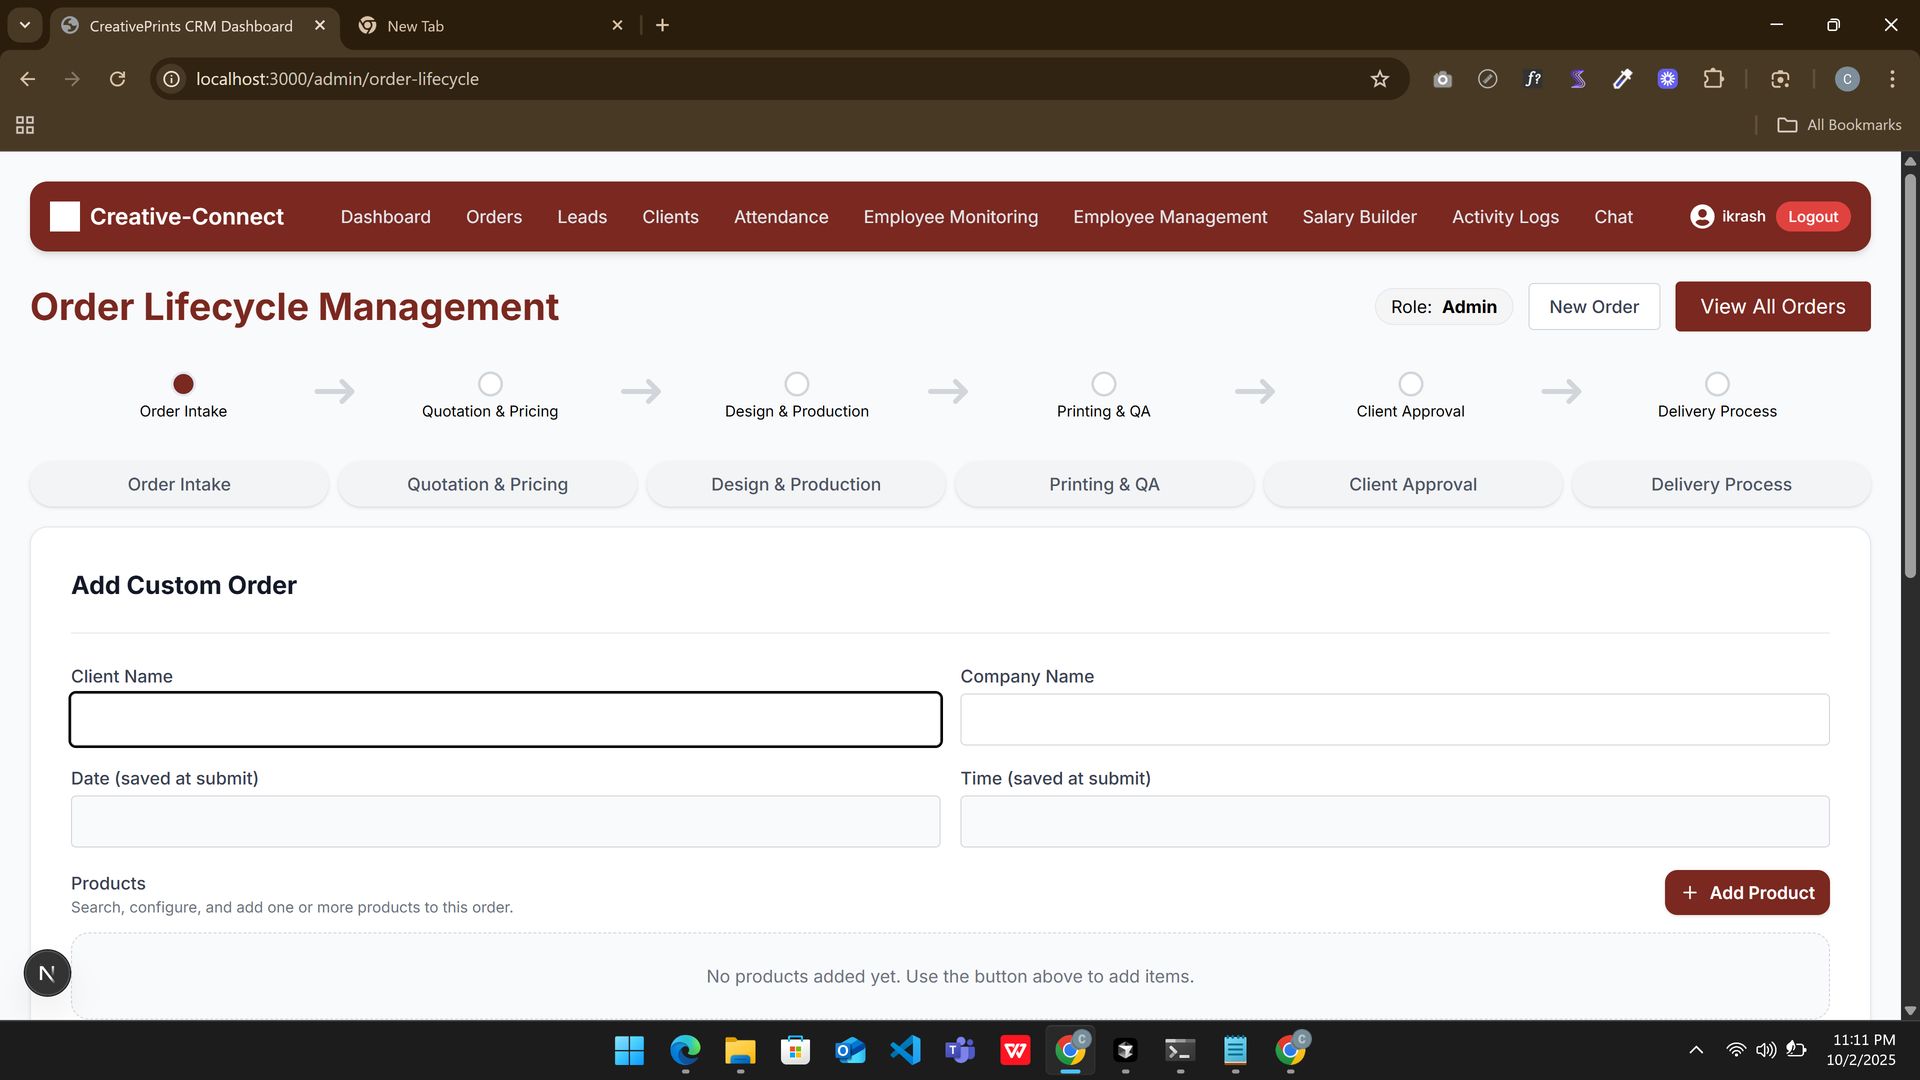 CreativePrints CRM Dashboard
New Tab
localhost:3000/admin/order-lifecycle
f?
C
All Bookmarks
Creative-Connect
Dashboard
Orders
Leads
Clients
Attendance
Employee Monitoring
Employee Management
Salary Builder
Activity Logs
Chat
ikrash
Logout
Order Lifecycle Management
Role: Admin
New Order
View All Orders
Order Intake
Quotation & Pricing
Design & Production
Printing & QA
Client Approval
Delivery Process
Order Intake
Quotation & Pricing
Design & Production
Printing & QA
Client Approval
Delivery Process
Add Custom Order
Client Name
Company Name
Date (saved at submit)
Time (saved at submit)
Products
Search, configure, and add one or more products to this order.
+ Add Product
No products added yet. Use the button above to add items.
N
C
C
11:11 PM
10/2/2025